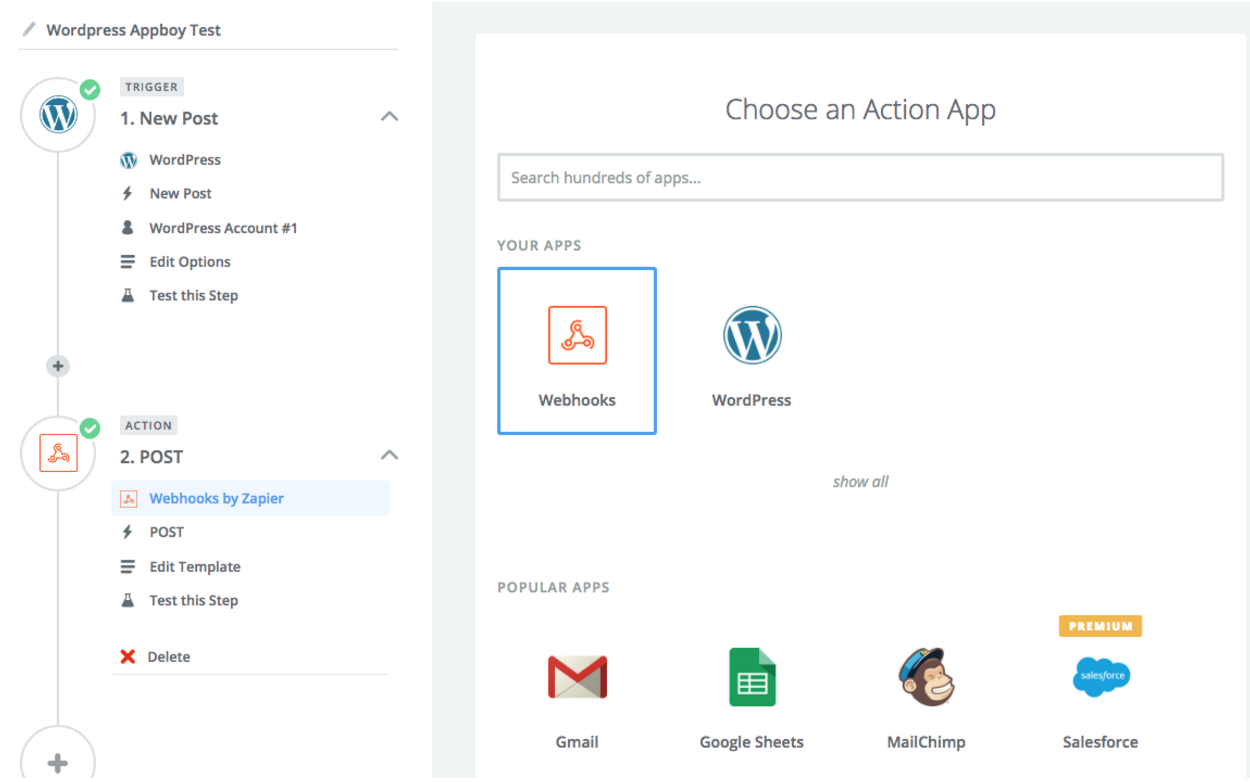 Wordpress Appboy Test
TRIGGER
1. New Post
WordPress
New Post
WordPress Account #1
Edit Options
Test this Step
ACTION
2. POST
Webhooks by Zapier
POST
Edit Template
Test this Step
Delete
Choose an Action App
Search hundreds of apps...
YOUR APPS
Webhooks
WordPress
show all
POPULAR APPS
PREMIUM
salesforce
Gmail
Google Sheets
MailChimp
Salesforce